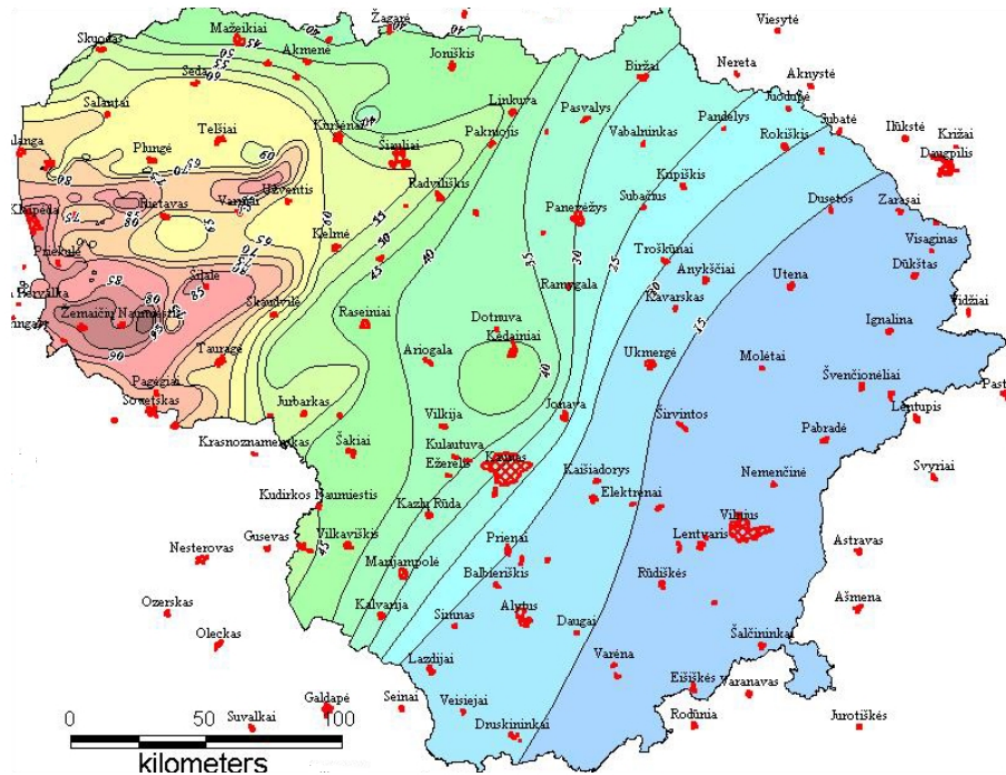 Žagarė
Viesytė
Skuodas
Mažeikiai
Akmenė
Joniškis
Biržai
Nereta
Aknystė
Seda
Juodupė
Salantai
Linkuva
Pasvalys
Pandėlys
Subatė
Ilūkstė
Križai
Kuršėnai
Telšiai
Vabalninkas
Rokiškis
Plungė
Šiauliai
Pakruojis
Daugpilis
Kupiškis
Radviliškis
Subačius
Užventis
Rietavas
Varniai
Panevėžys
Dusetos
Zarasai
Klaipėda
Kelmė
Troškūnai
Visaginas
Priekulė
Anykščiai
Utena
Dūkštas
Šilalė
Ramygala
Kavarskas
Vidžiai
Skaudvilė
Žemaičių Naumiestis
Raseiniai
Dotnuva
Kėdainiai
Ignalina
Tauragė
Ariogala
Ukmergė
Molėtai
Švenčionėliai
Pagėgiai
Sovetskas
Jurbarkas
Vilkija
Jonava
Širvintos
Lentupis
Pabradė
Krasnoznamenskas
Šakiai
Kulautuva
Kaunas
Ežerėlis
Kaišiadorys
Nemenčinė
Svyriai
Elektrėnai
Kudirkos Naumiestis
Kazlų Rūda
Vilnius
Gusevas
Vilkaviškis
Prienai
Lentvaris
Astravas
Nesterovas
Marijampolė
Balbieriškis
Rūdiškės
Ozerskas
Kalvarija
Simnas
Alytus
Daugai
Ašmena
Oleckas
Šalčininkai
Lazdijai
Varėna
Eišiškės
Varanavas
Galdapė
Seinai
Veisiejai
Suvalkai
Druskininkai
Rodūnia
Jurotiškės
0 50 100
kilometers